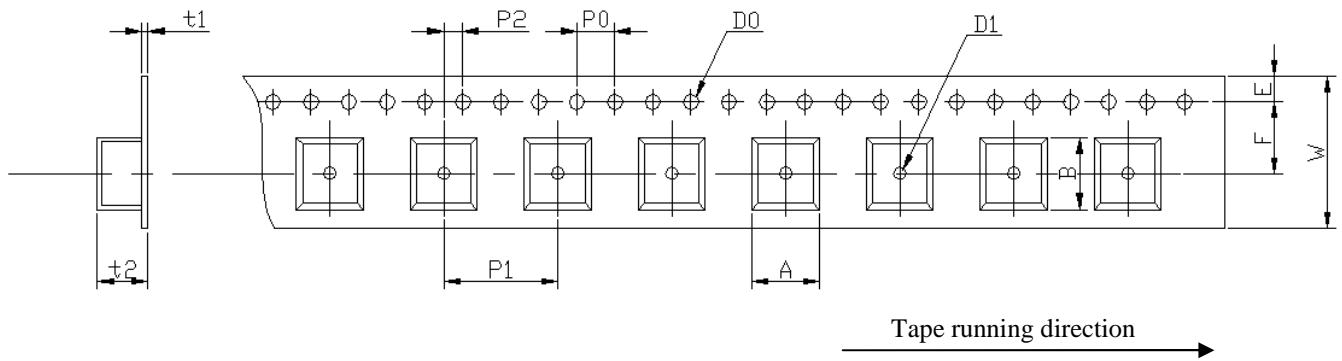 t1
P2
P0
D0
D1
E
F
W
B
t2
P1
A
Tape running direction